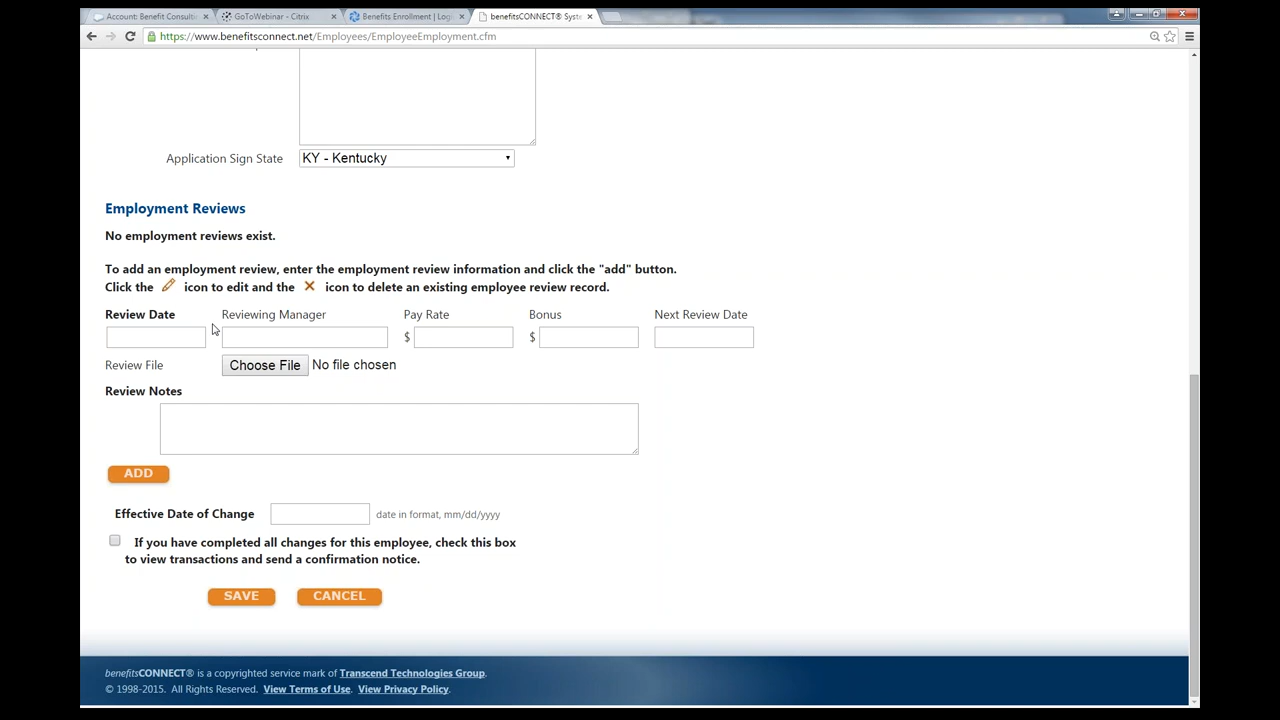 Account: Benefit Consulti
GoToWebinar - Citrix
Benefits Enrollment | Logi
benefitsCONNECT® Syste
https://www.benefitsconnect.net/Employees/EmployeeEmployment.cfm
Application Sign State
KY - Kentucky
Employment Reviews
No employment reviews exist.
To add an employment review, enter the employment review information and click the "add" button.
Click the icon to edit and the icon to delete an existing employee review record.
Review Date Reviewing Manager Pay Rate Bonus Next Review Date
$ $
Review File Choose File No file chosen
Review Notes
ADD
Effective Date of Change date in format, mm/dd/yyyy
If you have completed all changes for this employee, check this box
to view transactions and send a confirmation notice.
SAVE CANCEL
benefitsCONNECT® is a copyrighted service mark of Transcend Technologies Group.
© 1998-2015. All Rights Reserved. View Terms of Use. View Privacy Policy.